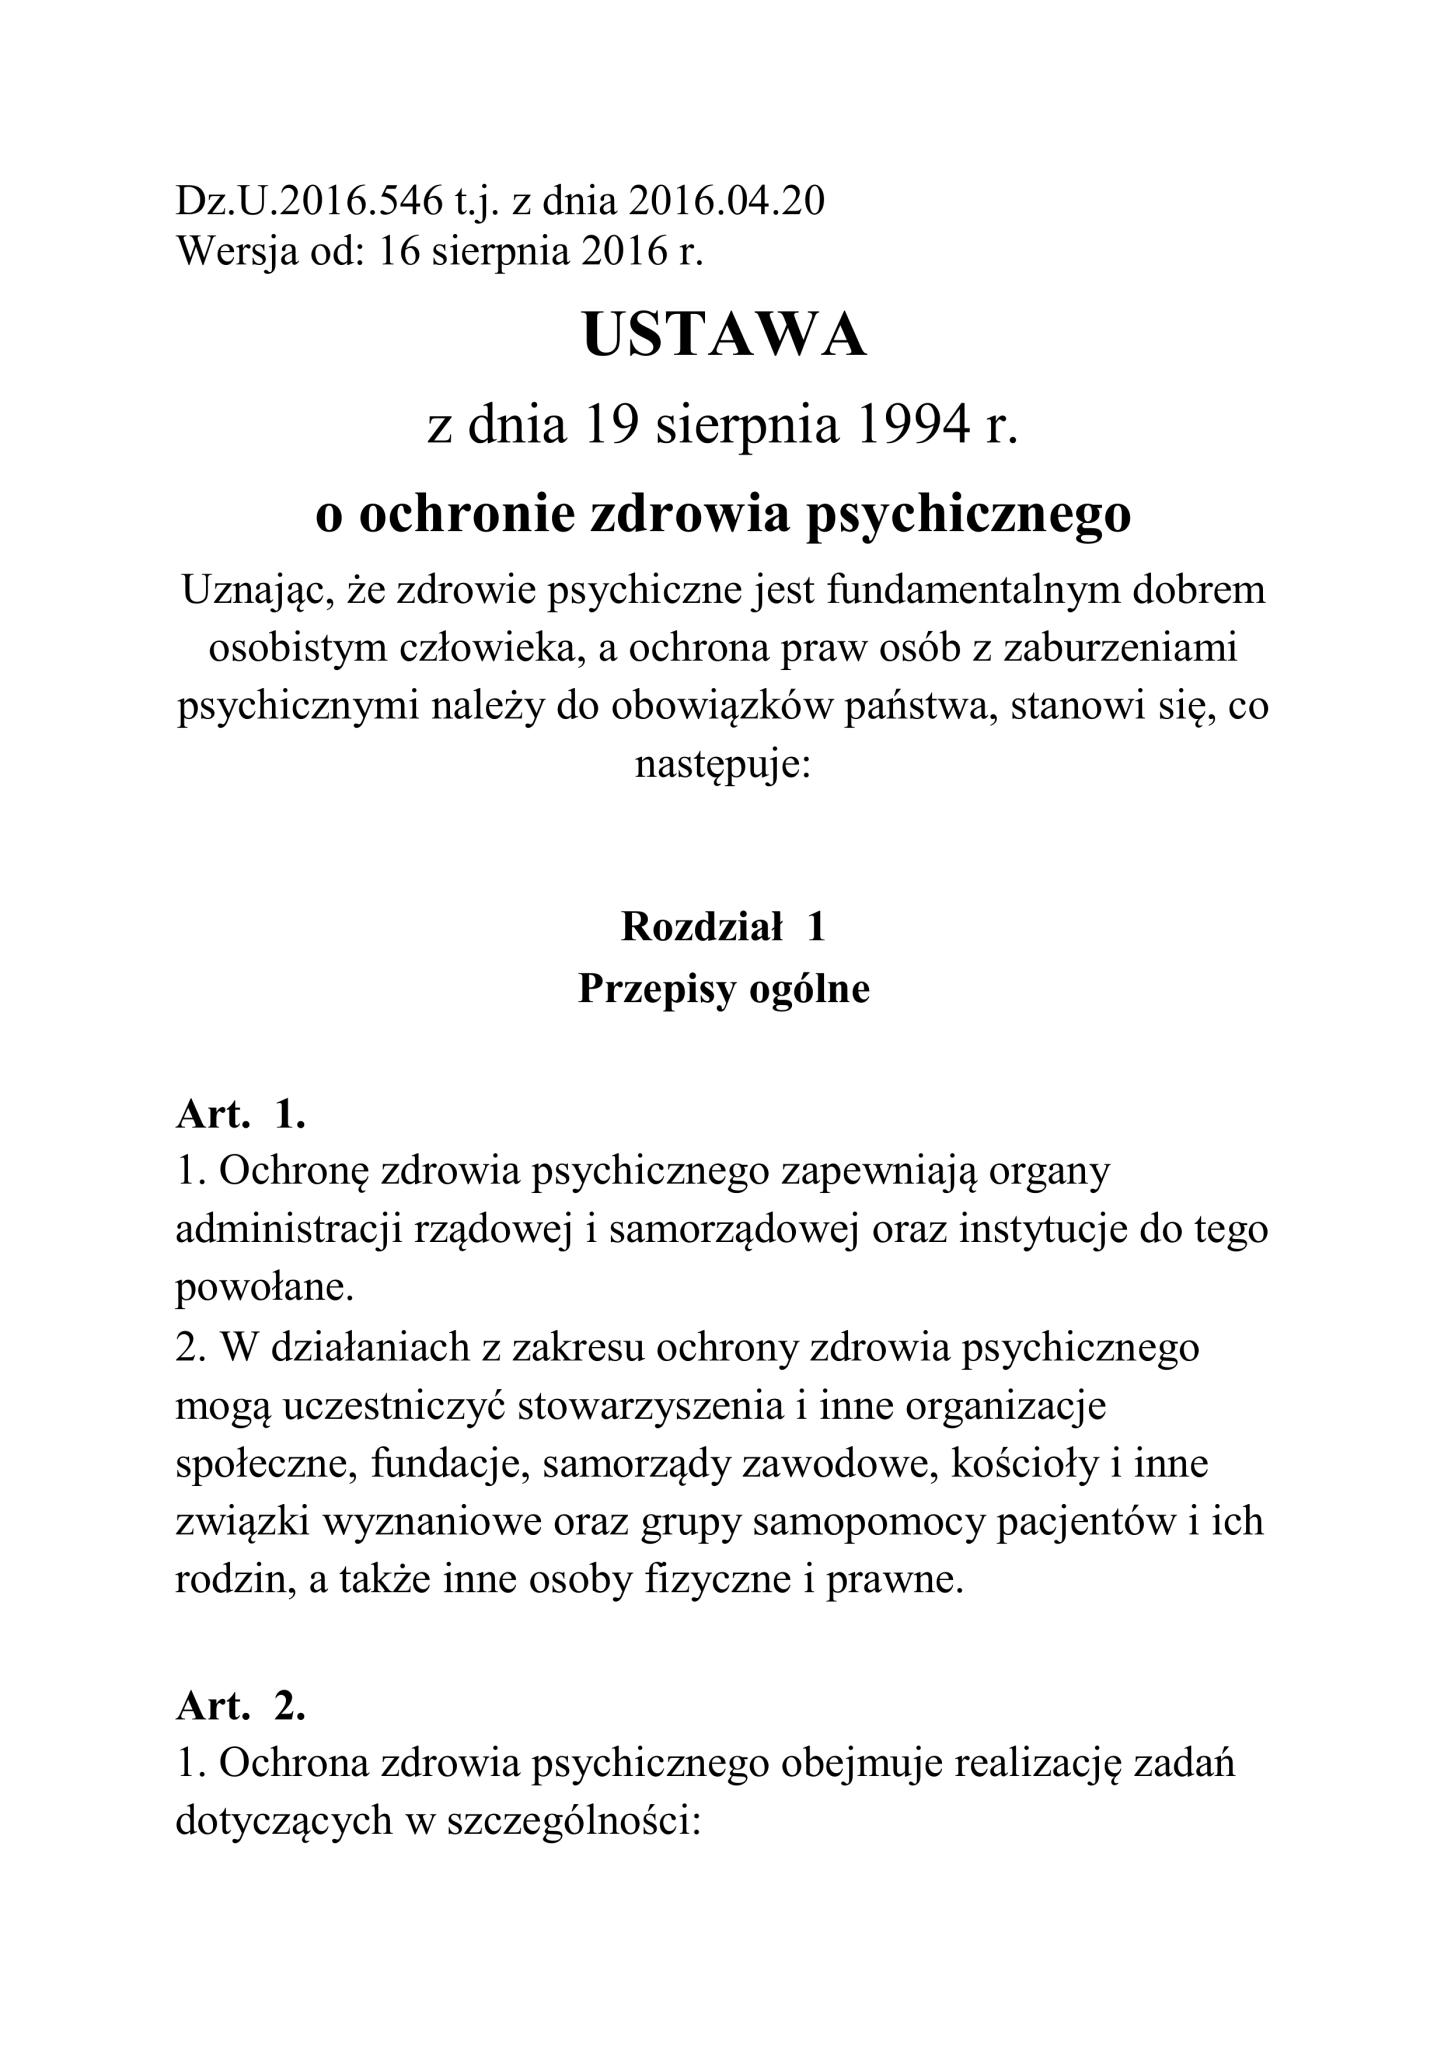 Dz.U.2016.546 t.j. z dnia 2016.04.20
Wersja od: 16 sierpnia 2016 r.
USTAWA
z dnia 19 sierpnia 1994 r.
o ochronie zdrowia psychicznego
Uznając, że zdrowie psychiczne jest fundamentalnym dobrem
osobistym człowieka, a ochrona praw osób z zaburzeniami
psychicznymi należy do obowiązków państwa, stanowi się, co
następuje:
Rozdział 1
Przepisy ogólne
Art. 1.
1. Ochronę zdrowia psychicznego zapewniają organy
administracji rządowej i samorządowej oraz instytucje do tego
powołane.
2. W działaniach z zakresu ochrony zdrowia psychicznego
mogą uczestniczyć stowarzyszenia i inne organizacje
społeczne, fundacje, samorządy zawodowe, kościoły i inne
związki wyznaniowe oraz grupy samopomocy pacjentów i ich
rodzin, a także inne osoby fizyczne i prawne.
Art. 2.
1. Ochrona zdrowia psychicznego obejmuje realizację zadań
dotyczących w szczególności: